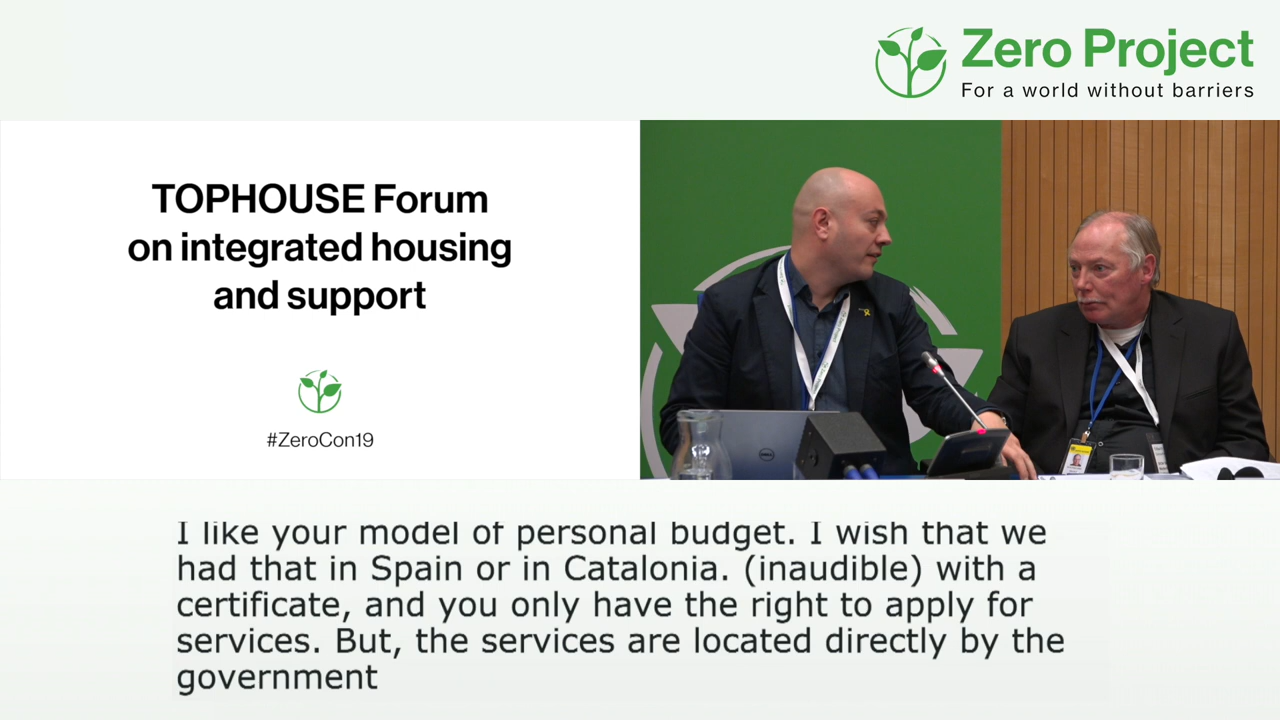 Zero Project
For a world without barriers
TOPHOUSE Forum
on integrated housing
and support
#ZeroCon19
DELL
I like your model of personal budget. I wish that we
had that in Spain or in Catalonia. (inaudible) with a
certificate, and you only have the right to apply for
services. But, the services are located directly by the
government